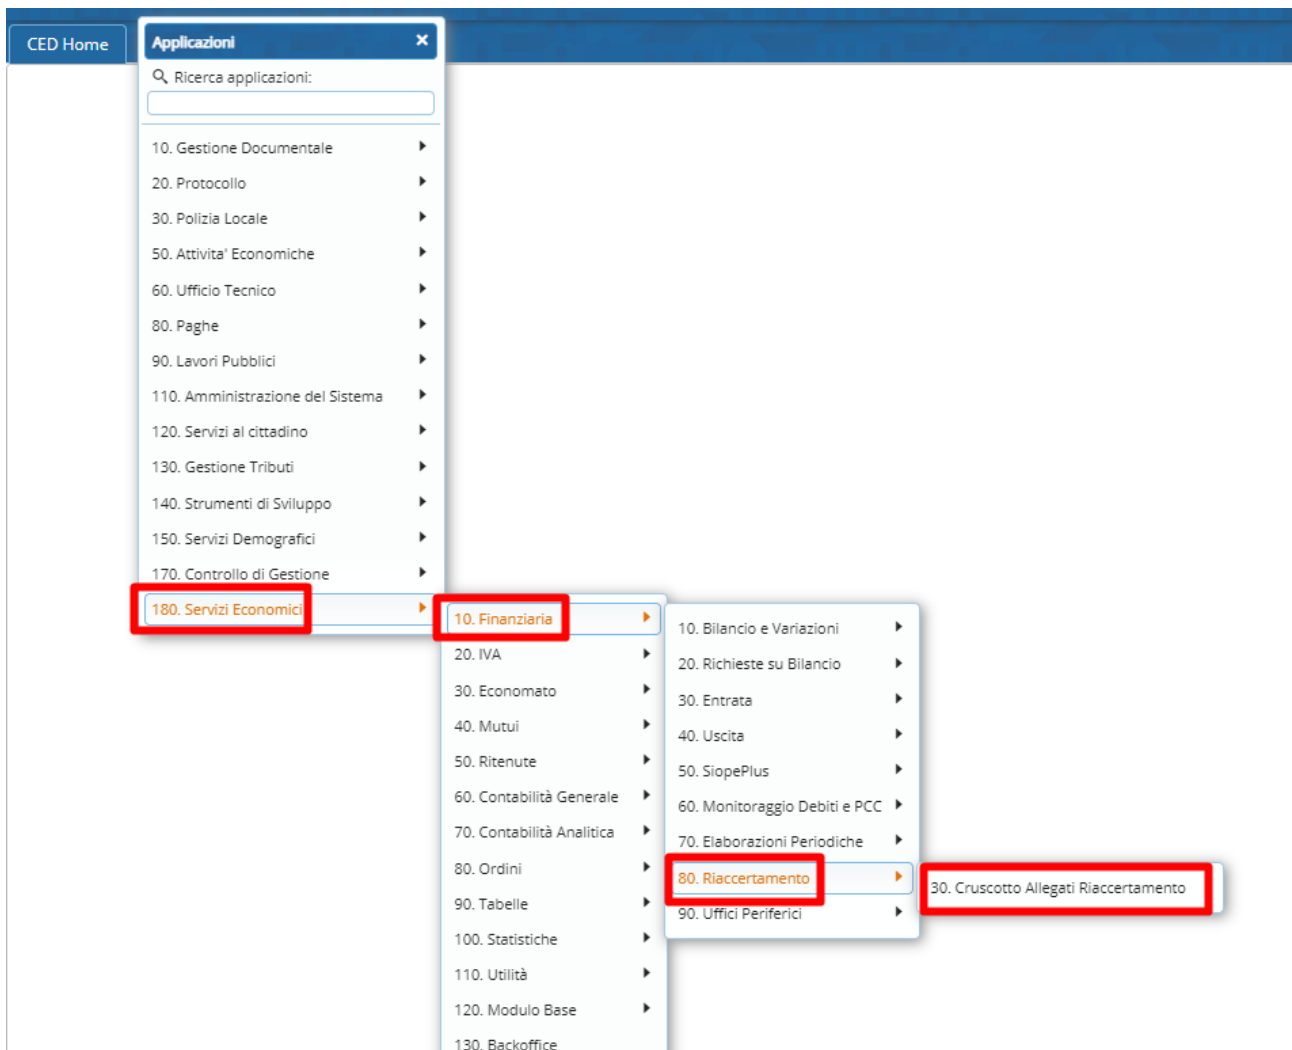 CED Home
Applicazioni
Ricerca applicazioni:
10. Gestione Documentale
20. Protocollo
30. Polizia Locale
50. Attivita' Economiche
60. Ufficio Tecnico
80. Paghe
90. Lavori Pubblici
110. Amministrazione del Sistema
120. Servizi al cittadino
130. Gestione Tributi
140. Strumenti di Sviluppo
150. Servizi Demografici
170. Controllo di Gestione
180. Servizi Economici
10. Finanziaria
20. IVA
30. Economato
40. Mutui
50. Ritenute
60. Contabilità Generale
70. Contabilità Analitica
80. Ordini
90. Tabelle
100. Statistiche
110. Utilità
120. Modulo Base
130. Backoffice
10. Bilancio e Variazioni
20. Richieste su Bilancio
30. Entrata
40. Uscita
50. SiopePlus
60. Monitoraggio Debiti e PCC
70. Elaborazioni Periodiche
80. Riaccertamento
90. Uffici Periferici
30. Cruscotto Allegati Riaccertamento